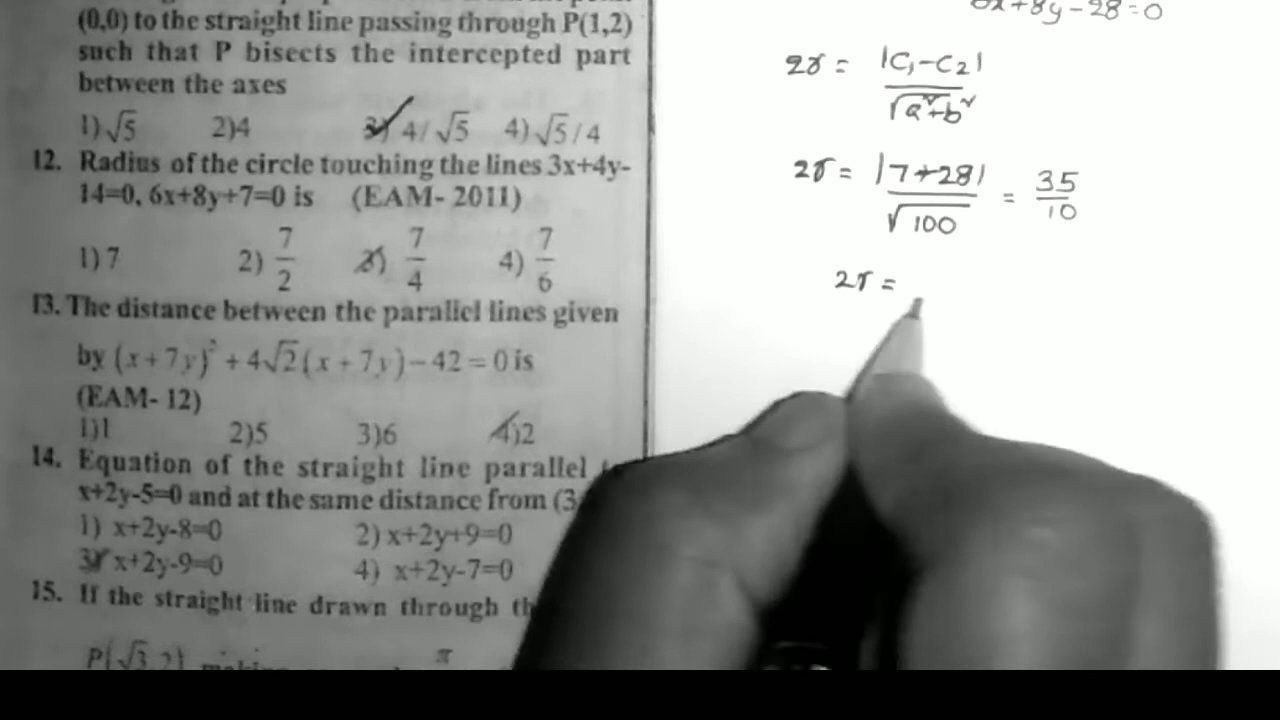 (0,0) to the straight line passing through P(1,2)
such that P bisects the intercepted part
between the axes
1) √5 2)4 3) 4/√5 4) √5/4
12. Radius of the circle touching the lines 3x+4y-
14=0, 6x+8y+7=0 is (EAM- 2011)
1) 7 2) 7/2 3) 7/4 4) 7/6
13. The distance between the parallel lines given
by (x+7y)² + 4√2(x+7y) - 42 = 0 is
(EAM- 12)
1)1 2)5 3)6 4)2
14. Equation of the straight line parallel
x+2y-5=0 and at the same distance from (3
1) x+2y-8=0 2) x+2y+9=0
3) x+2y-9=0 4) x+2y-7=0
15. If the straight line drawn through th
P(√3,2) making π
6x+8y-28=0
2r = |C₁-C₂| / √a²+b²
2r = |7+28| / √100 = 35/10
2r =